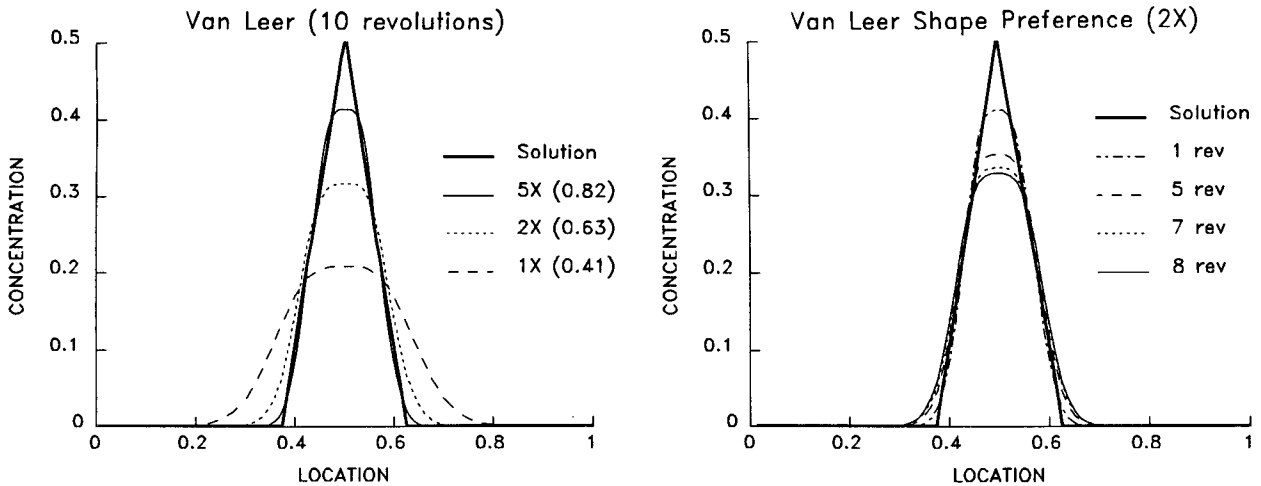 Van Leer (10 revolutions)
0.5
0.4
0.3
0.2
0.1
0
CONCENTRATION
0
0.2
0.4
0.6
0.8
1
LOCATION
Solution
5X (0.82)
2X (0.63)
1X (0.41)
Van Leer Shape Preference (2X)
0.5
0.4
0.3
0.2
0.1
0
CONCENTRATION
0
0.2
0.4
0.6
0.8
1
LOCATION
Solution
1 rev
5 rev
7 rev
8 rev